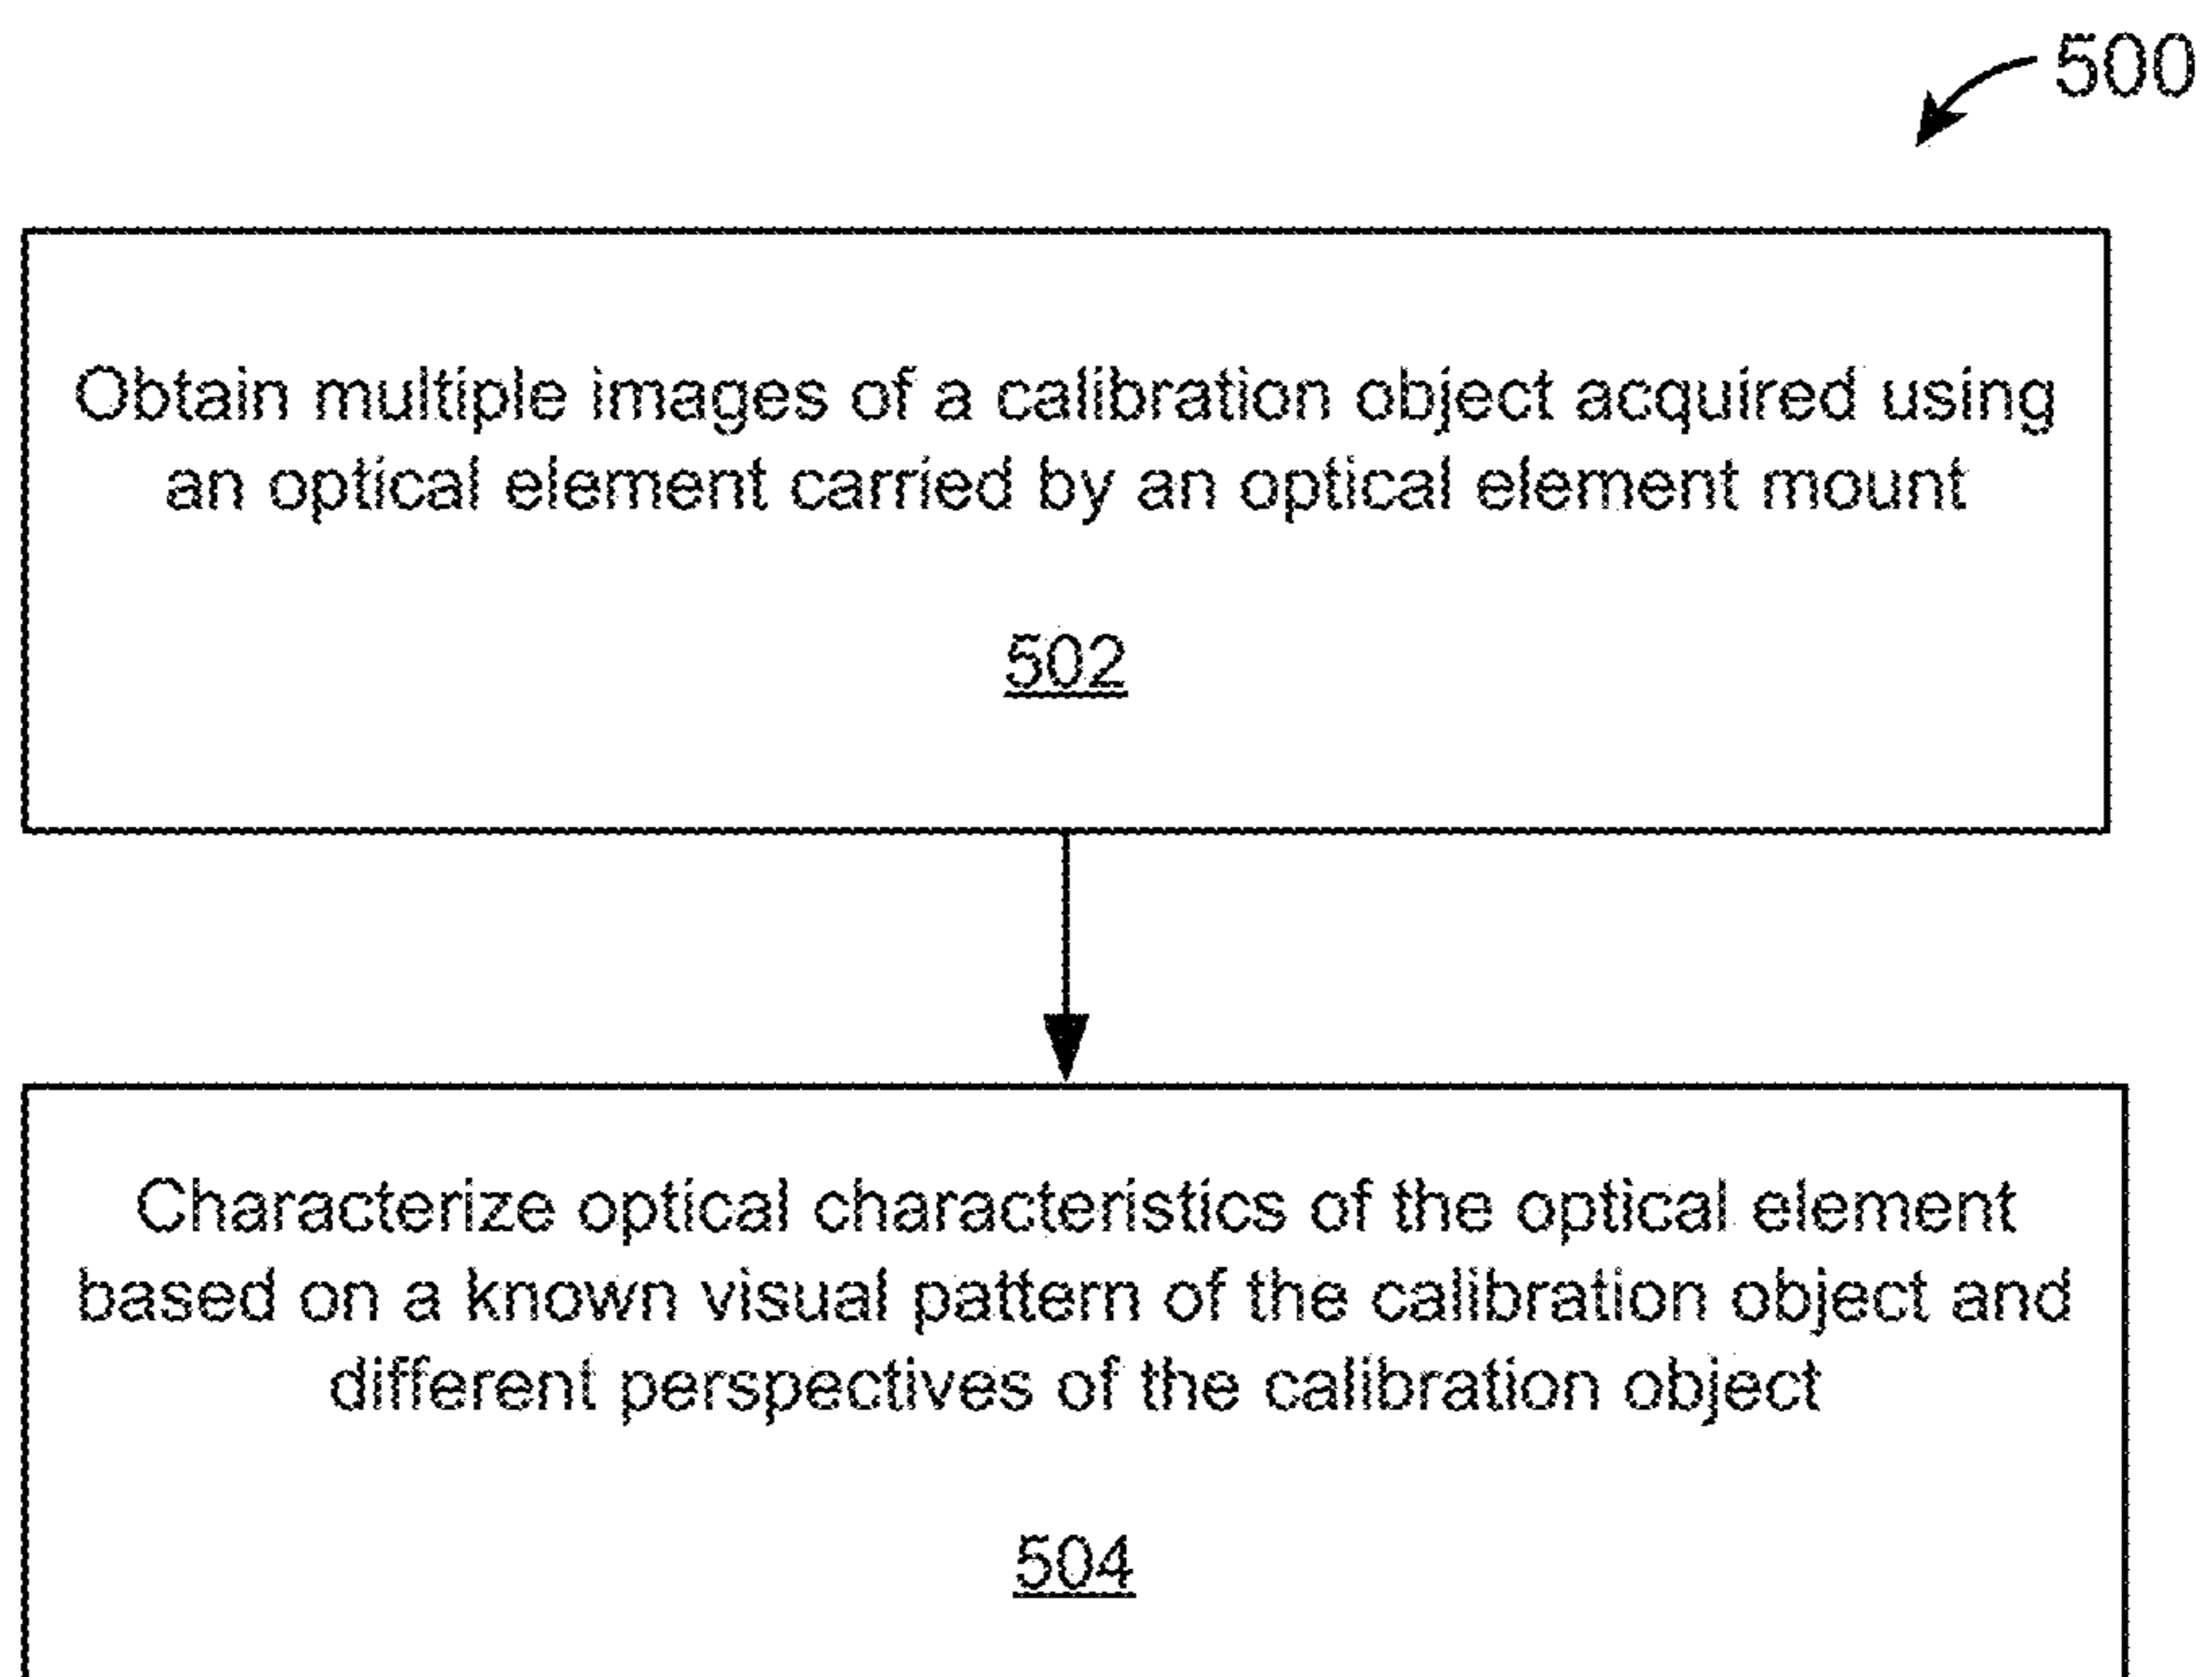 500
Obtain multiple images of a calibration object acquired using
an optical element carried by an optical element mount
502
Characterize optical characteristics of the optical element
based on a known visual pattern of the calibration object and
different perspectives of the calibration object
504